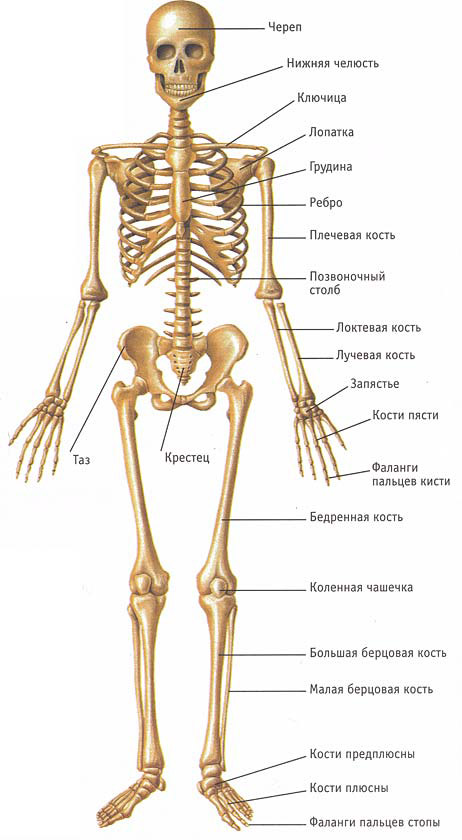 Череп
Нижняя челюсть
Ключица
Лопатка
Грудина
Ребро
Плечевая кость
Позвоночный
столб
Локтевая кость
Лучевая кость
Запястье
Кости пясти
Таз
Крестец
Фаланги
пальцев кисти
Бедренная кость
Коленная чашечка
Большая берцовая кость
Малая берцовая кость
Кости предплюсны
Кости плюсны
Фаланги пальцев стопы